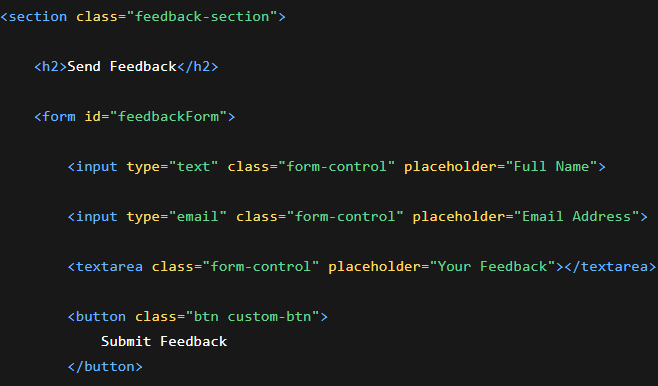 <section class="feedback-section">
<h2>Send Feedback</h2>
<form id="feedbackForm">
<input type="text" class="form-control" placeholder="Full Name">
<input type="email" class="form-control" placeholder="Email Address">
<textarea class="form-control" placeholder="Your Feedback"></textarea>
<button class="btn custom-btn">
Submit Feedback
</button>